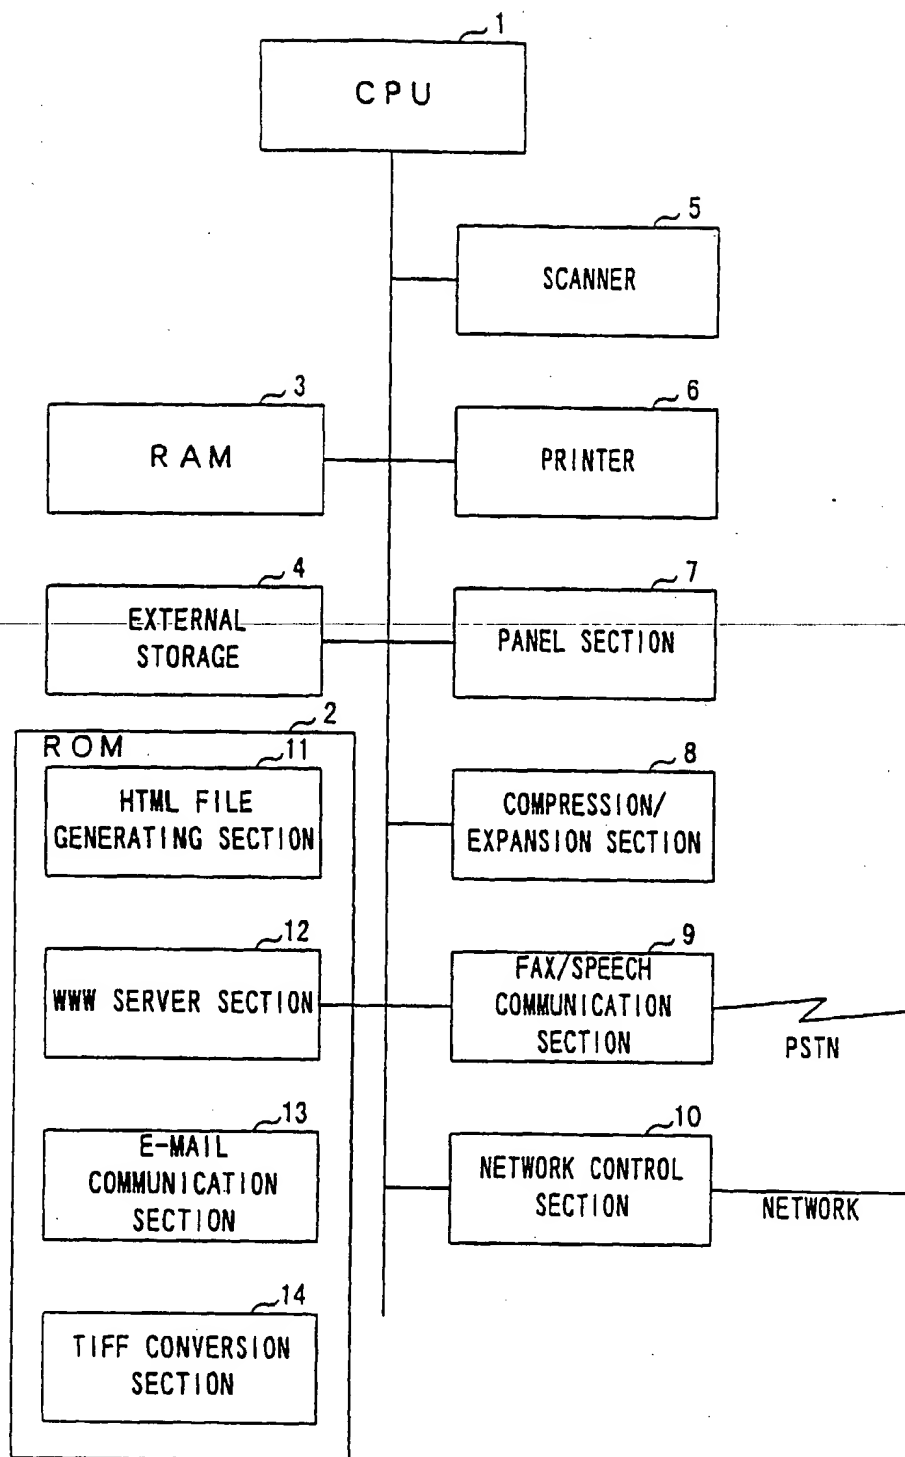 1
CPU
5
SCANNER
3
RAM
6
PRINTER
4
EXTERNAL
STORAGE
7
PANEL SECTION
2
ROM
11
HTML FILE
GENERATING SECTION
8
COMPRESSION/
EXPANSION SECTION
12
WWW SERVER SECTION
9
FAX/SPEECH
COMMUNICATION
SECTION
PSTN
13
E-MAIL
COMMUNICATION
SECTION
10
NETWORK CONTROL
SECTION
NETWORK
14
TIFF CONVERSION
SECTION